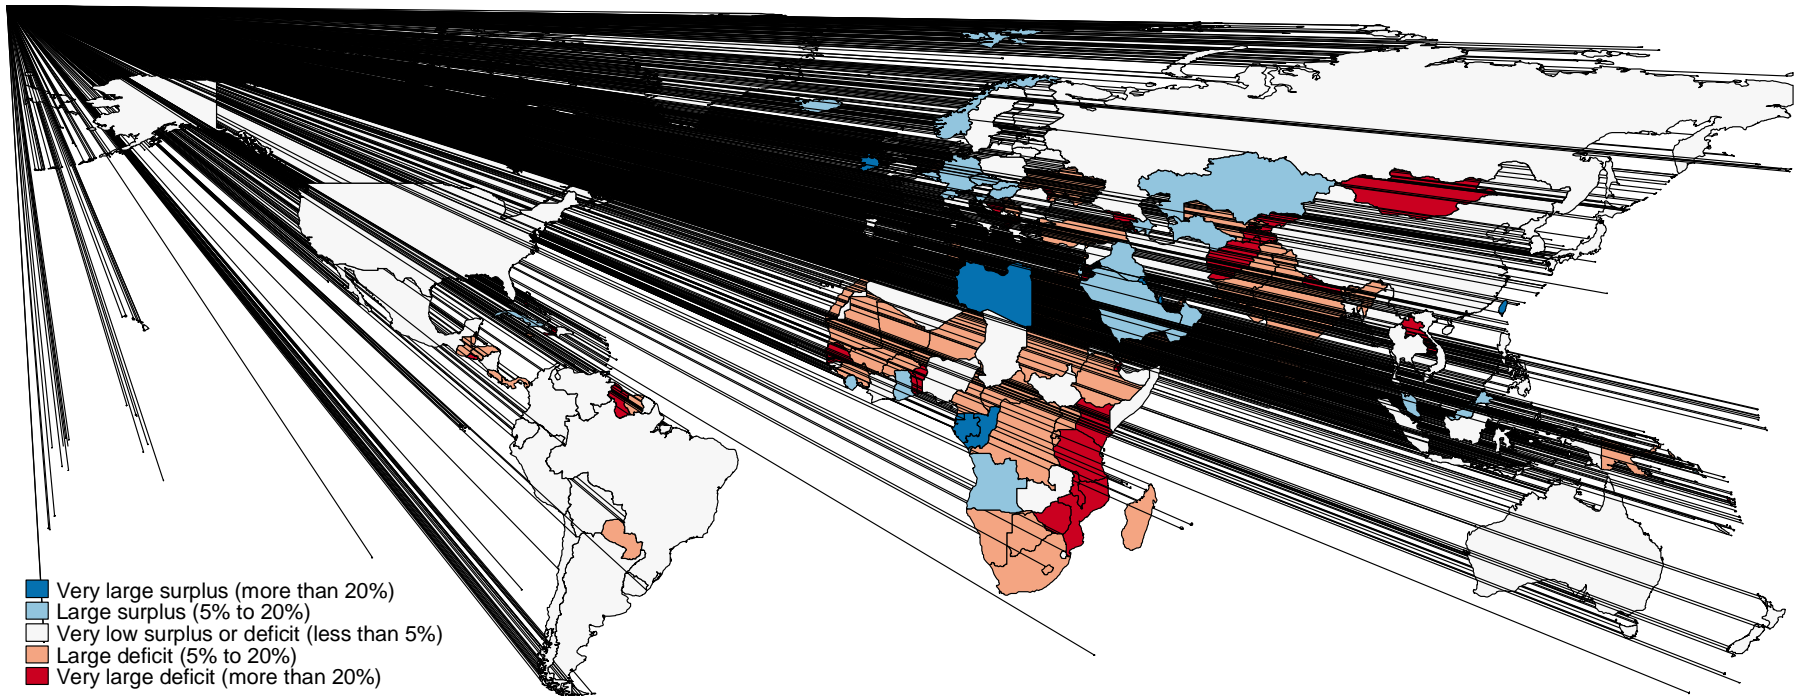 Very large surplus (more than 20%)
Large surplus (5% to 20%)
Very low surplus or deficit (less than 5%)
Large deficit (5% to 20%)
Very large deficit (more than 20%)